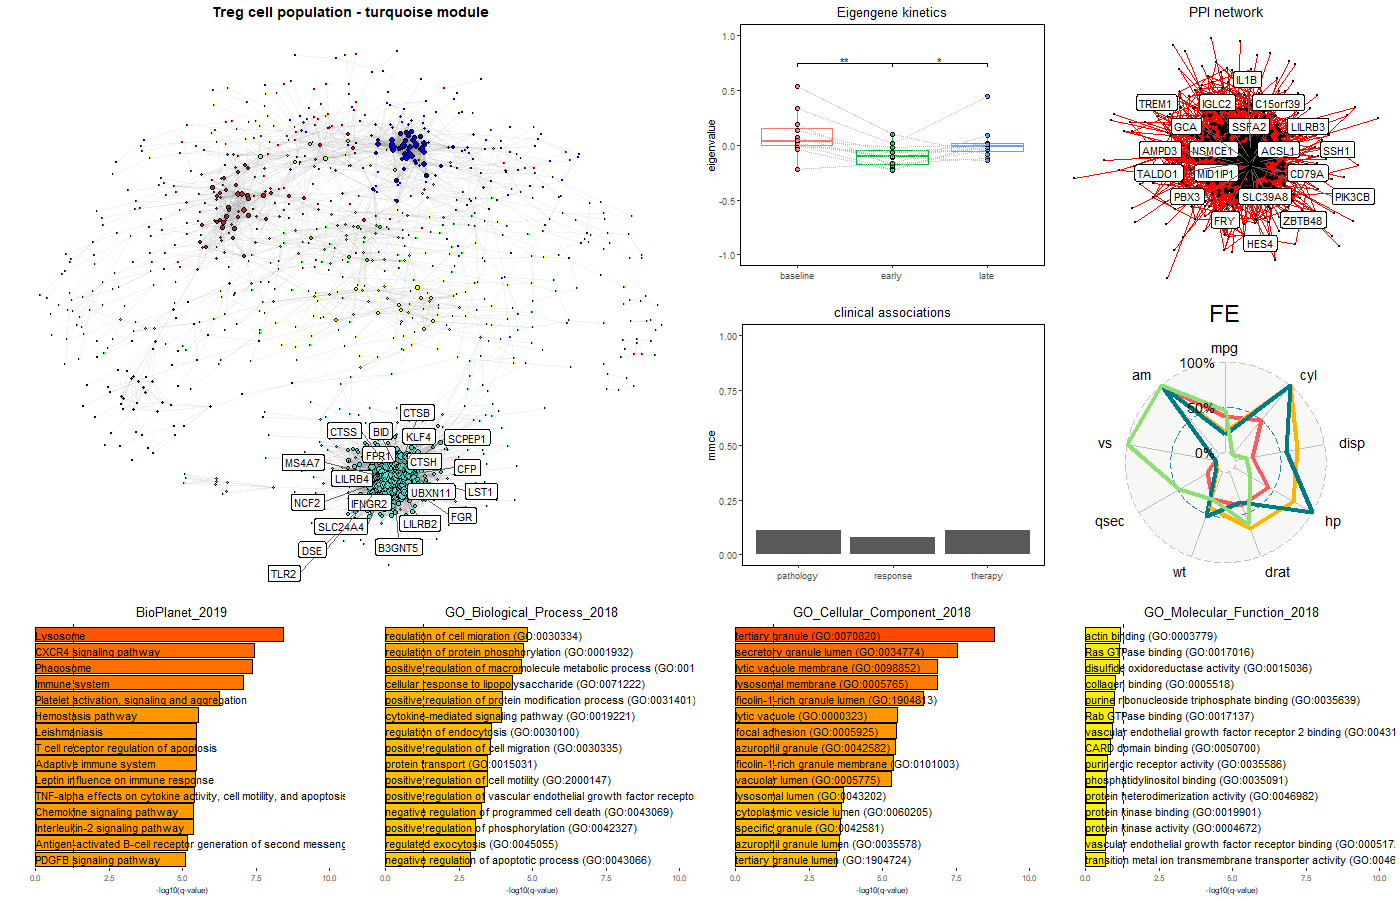 Treg cell population - turquoise module
CTSB
CTSS
BID
KLF4
SCPEP1
FPR1
MS4A7
CTSH
CFP
LILRB4
UBXN11
LST1
NCF2
IFNGR2
FGR
SLC24A4
LILRB2
DSE
B3GNT5
TLR2
Eigengene kinetics
eigenvalue
1.0
0.5
0.0
-0.5
-1.0
**
*
baseline
early
late
PPI network
IL1B
TREM1
IGLC2
C15orf39
GCA
SSFA2
LILRB3
AMPD3
NSMCE1
ACSL1
SSH1
TALDO1
MID1IP1
CD79A
PBX3
SLC39A8
PIK3CB
FRY
ZBTB48
HES4
clinical associations
mmce
1.00
0.75
0.50
0.25
0.00
pathology
response
therapy
FE
mpg
100%
am
cyl
50%
vs
disp
0%
qsec
hp
wt
drat
BioPlanet_2019
Lysosome
CXCR4 signaling pathway
Phagosome
Immune system
Platelet activation, signaling and aggregation
Hemostasis pathway
Leishmaniasis
T cell receptor regulation of apoptosis
Adaptive immune system
Leptin influence on immune response
TNF-alpha effects on cytokine activity, cell motility, and apoptosis
Chemokine signaling pathway
Interleukin-2 signaling pathway
Antigen-activated B-cell receptor generation of second messeng
PDGFB signaling pathway
0.0
2.5
5.0
7.5
10.0
-log10(q-value)
GO_Biological_Process_2018
regulation of cell migration (GO:0030334)
regulation of protein phosphorylation (GO:0001932)
positive regulation of macromolecule metabolic process (GO:001
cellular response to lipopolysaccharide (GO:0071222)
positive regulation of protein modification process (GO:0031401)
cytokine-mediated signaling pathway (GO:0019221)
regulation of endocytosis (GO:0030100)
positive regulation of cell migration (GO:0030335)
protein transport (GO:0015031)
positive regulation of cell motility (GO:2000147)
positive regulation of vascular endothelial growth factor receptor
negative regulation of programmed cell death (GO:0043069)
positive regulation of phosphorylation (GO:0042327)
regulated exocytosis (GO:0045055)
negative regulation of apoptotic process (GO:0043066)
0.0
2.5
5.0
7.5
10.0
-log10(q-value)
GO_Cellular_Component_2018
tertiary granule (GO:0070820)
secretory granule lumen (GO:0034774)
lytic vacuole membrane (GO:0098852)
lysosomal membrane (GO:0005765)
ficolin-1-rich granule lumen (GO:1904813)
lytic vacuole (GO:0000323)
focal adhesion (GO:0005925)
azurophil granule (GO:0042582)
ficolin-1-rich granule membrane (GO:0101003)
vacuolar lumen (GO:0005775)
lysosomal lumen (GO:0043202)
cytoplasmic vesicle lumen (GO:0060205)
specific granule (GO:0042581)
azurophil granule lumen (GO:0035578)
tertiary granule lumen (GO:1904724)
0.0
2.5
5.0
7.5
10.0
-log10(q-value)
GO_Molecular_Function_2018
actin binding (GO:0003779)
Ras GTPase binding (GO:0017016)
disulfide oxidoreductase activity (GO:0015036)
collagen binding (GO:0005518)
purine ribonucleoside triphosphate binding (GO:0035639)
Rab GTPase binding (GO:0017137)
vascular endothelial growth factor receptor 2 binding (GO:00431
CARD domain binding (GO:0050700)
purinergic receptor activity (GO:0035586)
phosphatidylinositol binding (GO:0035091)
protein heterodimerization activity (GO:0046982)
protein kinase binding (GO:0019901)
protein kinase activity (GO:0004672)
vascular endothelial growth factor receptor binding (GO:000517
transition metal ion transmembrane transporter activity (GO:0046
0.0
2.5
5.0
7.5
10.0
-log10(q-value)